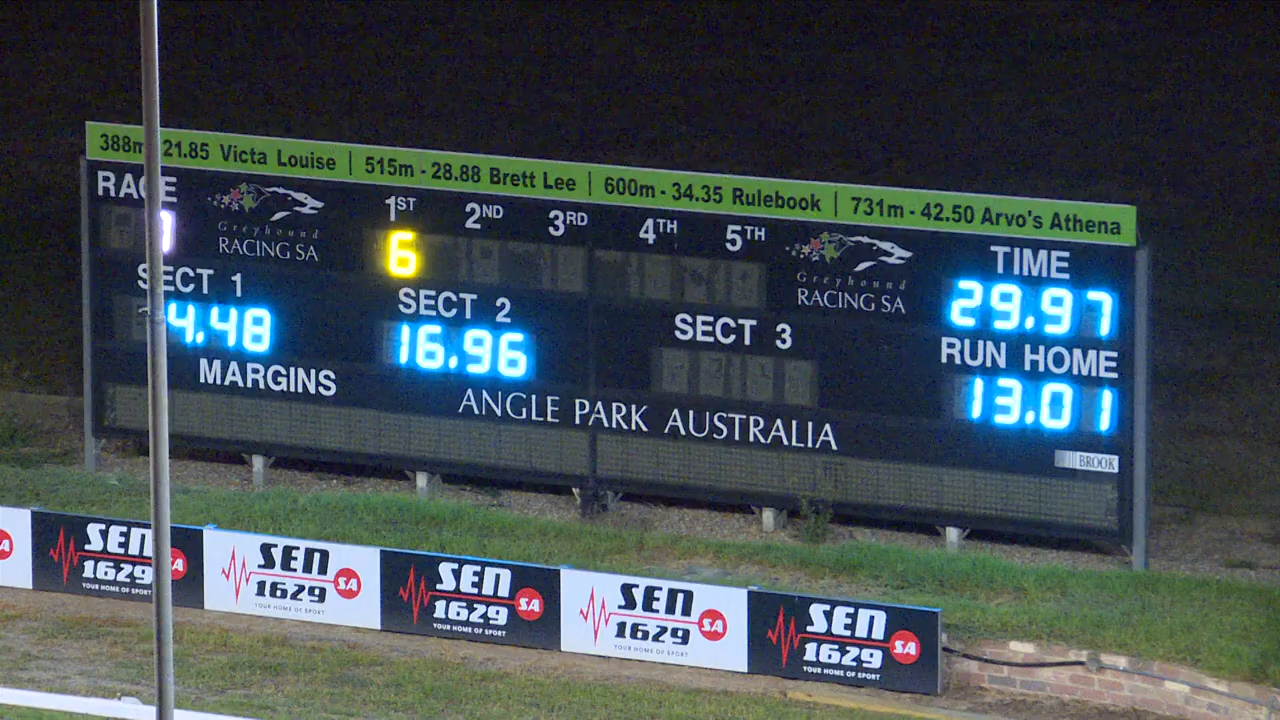 388m - 21.85 Victa Louise | 515m - 28.88 Brett Lee | 600m - 34.35 Rulebook | 731m - 42.50 Arvo's Athena
RACE
Greyhound
RACING SA
1ST 2ND 3RD 4TH 5TH
6
Greyhound
RACING SA
TIME
29.97
SECT 1
4.48
SECT 2
16.96
SECT 3
RUN HOME
13.01
MARGINS
ANGLE PARK AUSTRALIA
BROOK
SA
SEN
1629
SA
YOUR HOME OF SPORT
SEN
1629
SA
YOUR HOME OF SPORT
SEN
1629
SA
YOUR HOME OF SPORT
SEN
1629
SA
YOUR HOME OF SPORT
SEN
1629
SA
YOUR HOME OF SPORT